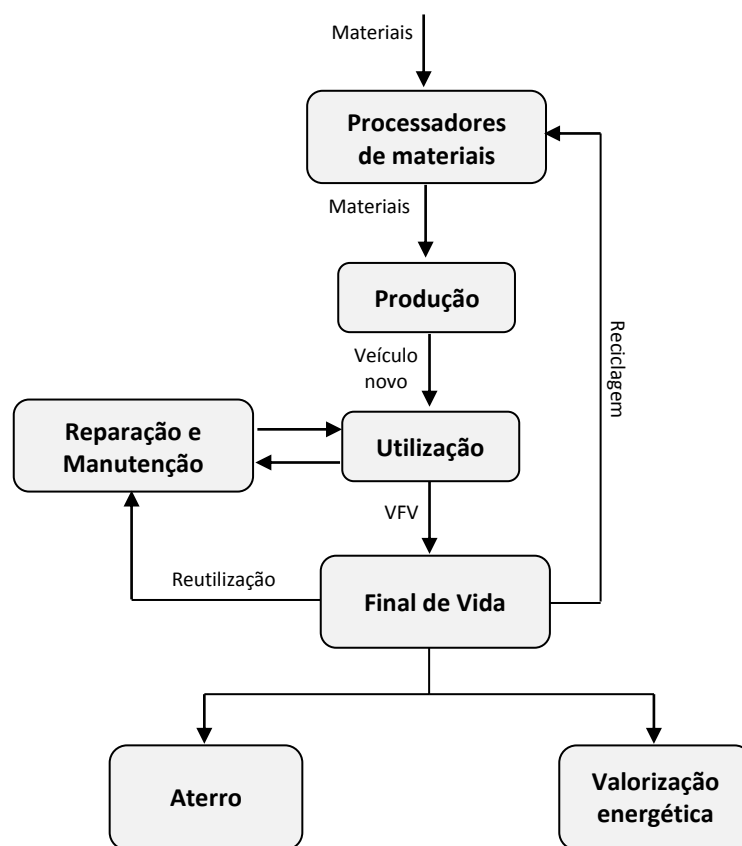 Materiais
Processadores
de materiais
Materiais
Produção
Reciclagem
Veículo
novo
Reparação e
Manutenção
Utilização
VFV
Reutilização
Final de Vida
Aterro
Valorização
energética